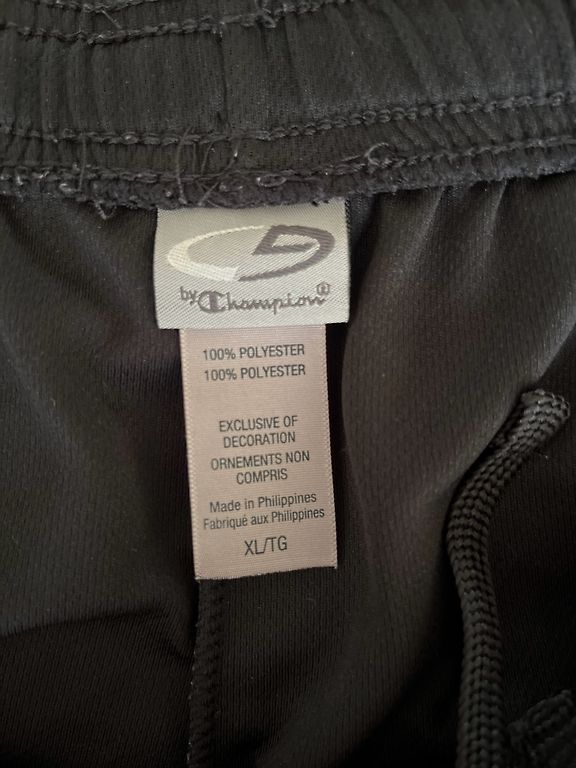 C9
by Champion®
100% POLYESTER
100% POLYESTER
EXCLUSIVE OF
DECORATION
ORNEMENTS NON
COMPRIS
Made in Philippines
Fabriqué aux Philippines
XL/TG